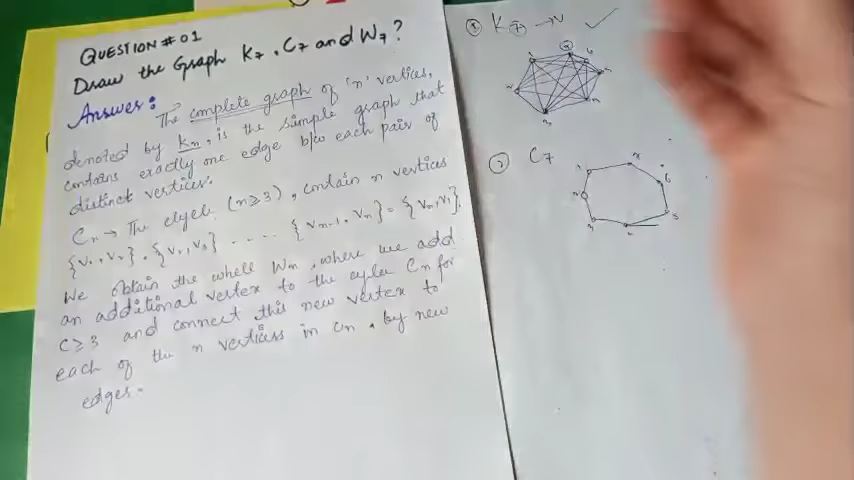 QUESTION # 01
Draw the Graph K7, C7 and W7?
Answer: The complete graph of 'n' vertices,
denoted by Kn, is the simple graph that
contains exactly one edge b/w each pair of
distinct vertices.
Cn → The (n≥3), contain n vertices
{V1, V2}, {V2, V3} ..... {Vn-1, Vn} = {Vn, V1},
We obtain the whell Wn, where we add
an additional vertex to the cycle Cn for
C≥3 and connect this new vertex to
each of the n vertices in Cn, by new
edges.
① K7 → V
② C7